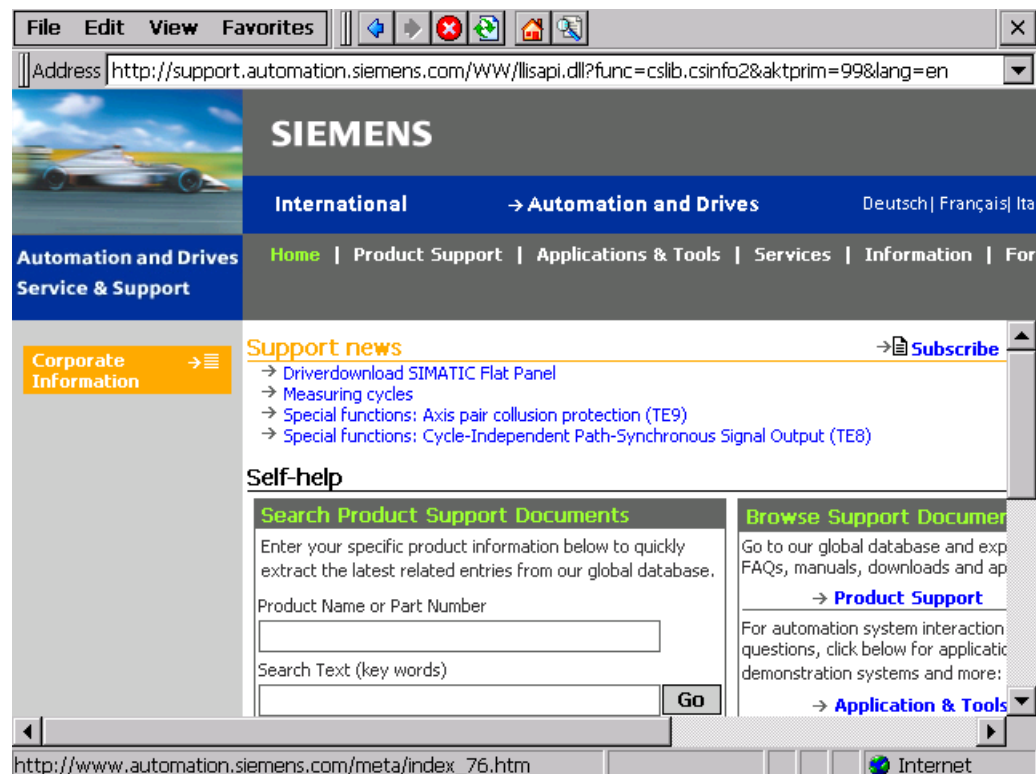 File Edit View Favorites
Address http://support.automation.siemens.com/WW/llisapi.dll?func=cslib.csinfo2&aktprim=99&lang=en
SIEMENS
International → Automation and Drives Deutsch| Français| Ita
Automation and Drives
Service & Support
Home | Product Support | Applications & Tools | Services | Information | For
Corporate
Information
Support news
→ Subscribe
→ Driverdownload SIMATIC Flat Panel
→ Measuring cycles
→ Special functions: Axis pair collusion protection (TE9)
→ Special functions: Cycle-Independent Path-Synchronous Signal Output (TE8)
Self-help
Search Product Support Documents
Enter your specific product information below to quickly
extract the latest related entries from our global database.
Product Name or Part Number
Search Text (key words)
Go
Browse Support Documen
Go to our global database and exp
FAQs, manuals, downloads and ap
→ Product Support
For automation system interaction
questions, click below for applicatio
demonstration systems and more:
→ Application & Tools
http://www.automation.siemens.com/meta/index_76.htm
Internet